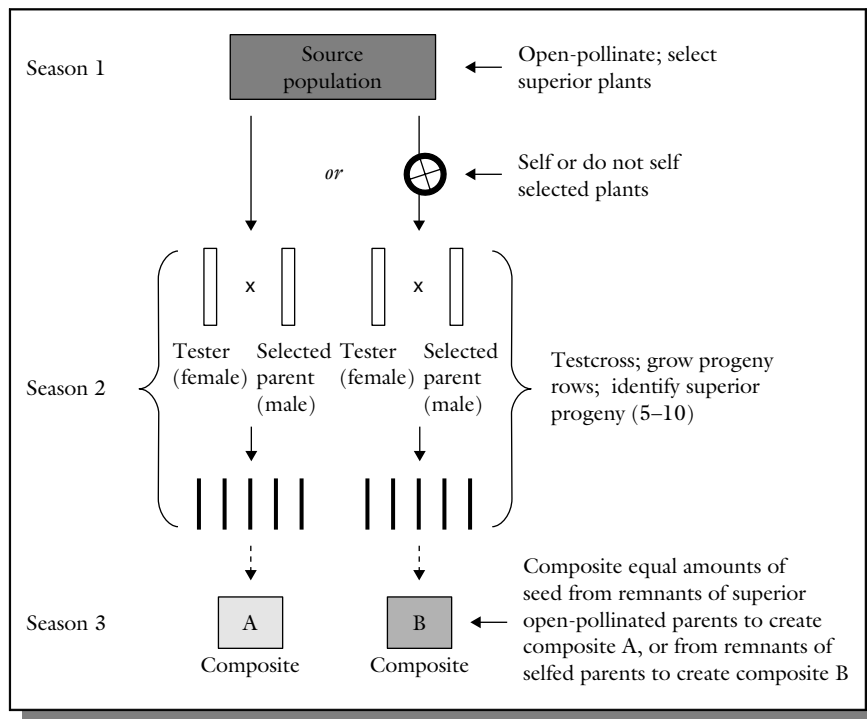 Season 1
Source
population
Open-pollinate; select
superior plants
or
Self or do not self
selected plants
x
x
Tester
(female)
Selected
parent
(male)
Tester
(female)
Selected
parent
(male)
Season 2
Testcross; grow progeny
rows; identify superior
progeny (5–10)
Season 3
A
Composite
B
Composite
Composite equal amounts of
seed from remnants of superior
open-pollinated parents to create
composite A, or from remnants of
selfed parents to create composite B